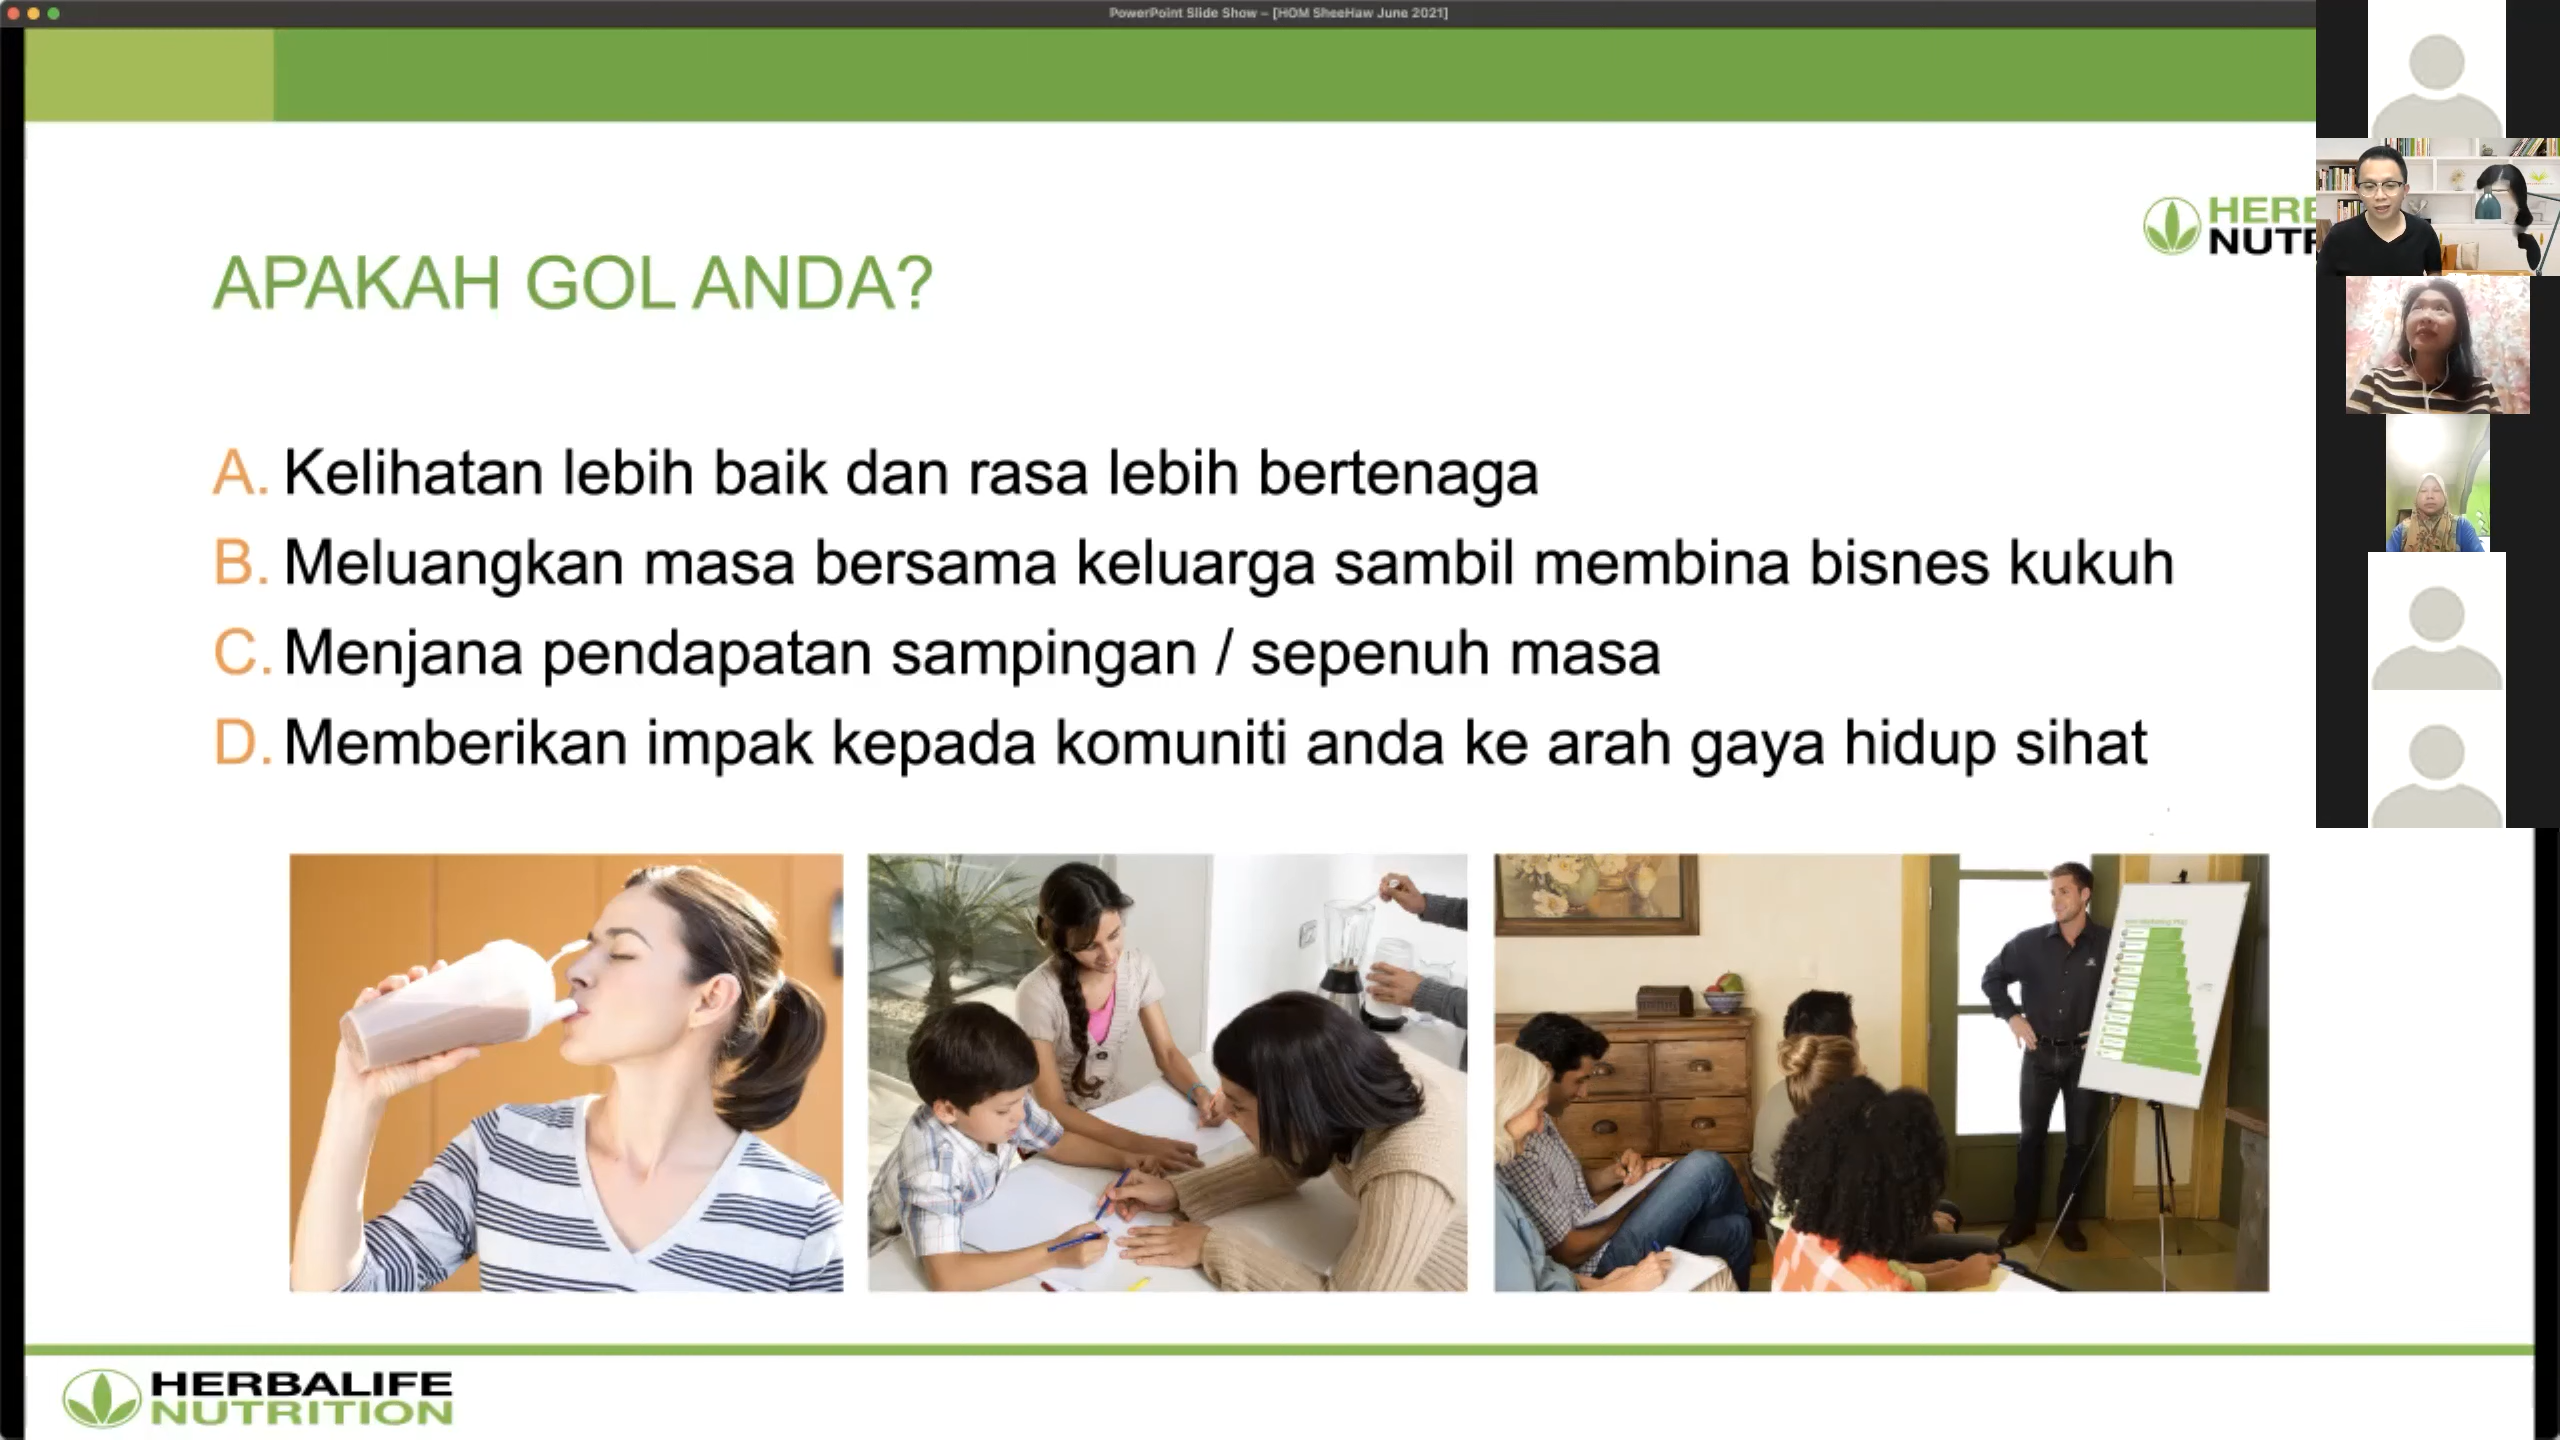 PowerPoint Slide Show – [HOM SheeHaw June 2021]
APAKAH GOL ANDA?
A. Kelihatan lebih baik dan rasa lebih bertenaga
B. Meluangkan masa bersama keluarga sambil membina bisnes kukuh
C. Menjana pendapatan sampingan / sepenuh masa
D. Memberikan impak kepada komuniti anda ke arah gaya hidup sihat
HERBALIFE
NUTRITION